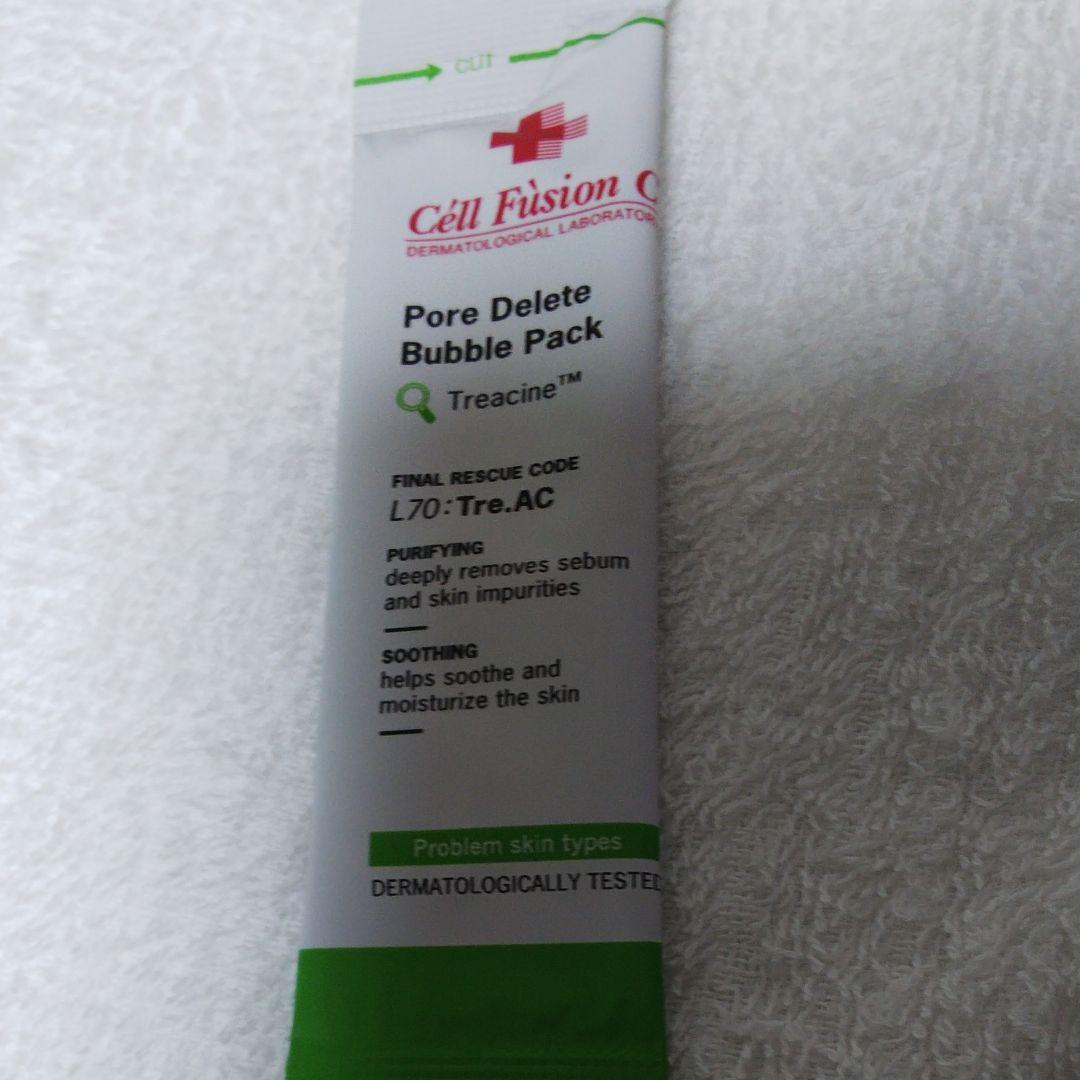 cut
Céll Fùsion C
DERMATOLOGICAL LABORATOR
Pore Delete
Bubble Pack
Treacine™
FINAL RESCUE CODE
L70:Tre.AC
PURIFYING
deeply removes sebum
and skin impurities
SOOTHING
helps soothe and
moisturize the skin
Problem skin types
DERMATOLOGICALLY TESTED